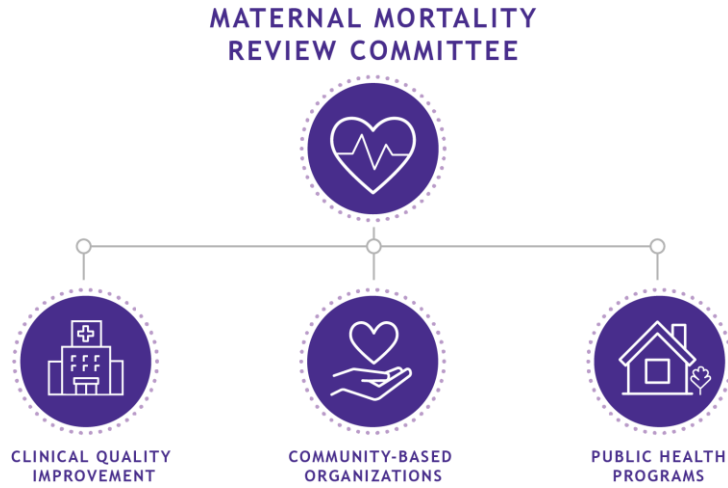 MATERNAL MORTALITY
REVIEW COMMITTEE
CLINICAL QUALITY
IMPROVEMENT
COMMUNITY-BASED
ORGANIZATIONS
PUBLIC HEALTH
PROGRAMS